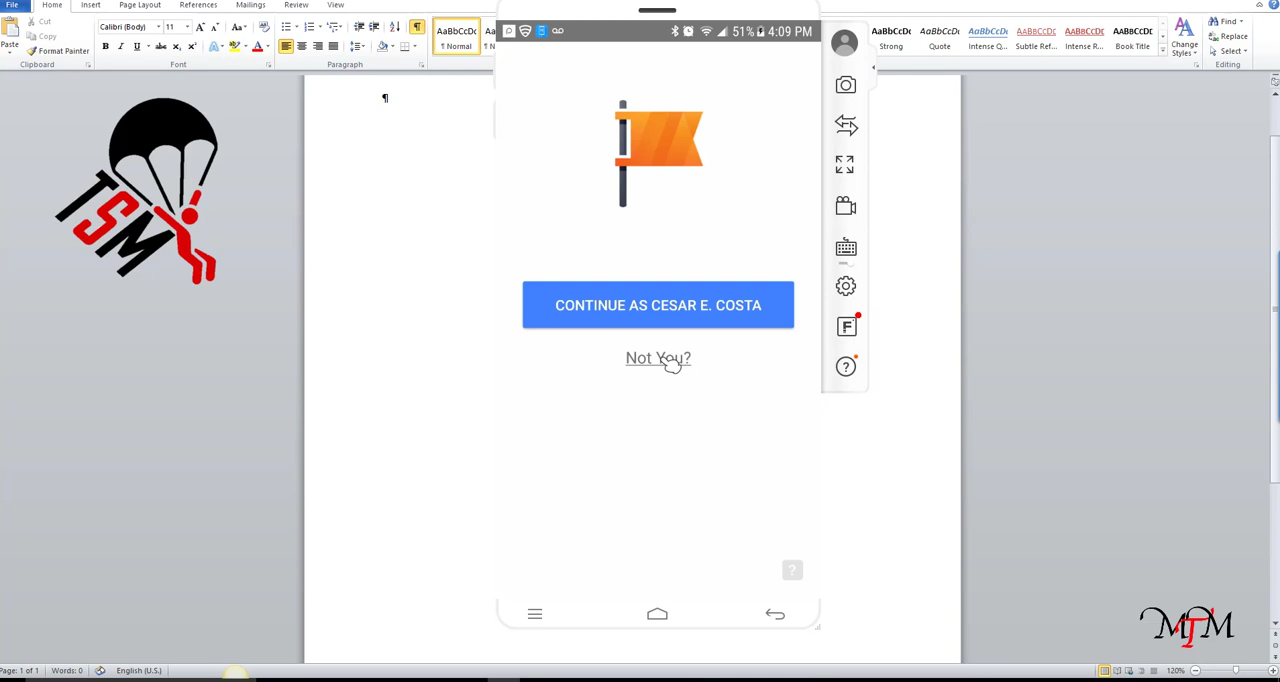 File Home Insert Page Layout References Mailings Review View
Paste
Cut
Copy
Format Painter
Clipboard
Calibri (Body) 11
Font
Paragraph
AaBbCcDc
¶ Normal
AaBbCcDc AaBbCcDc AaBbCcDc AABBCCDE AABBCCDE AaBbCcDc
Strong Quote Intense Q... Subtle Ref... Intense R... Book Title
Change
Styles
Find
Replace
Select
Editing
51% 4:09 PM
TSM
CONTINUE AS CESAR E. COSTA
Not You?
?
F
?
MTM
Page: 1 of 1 Words: 0 English (U.S.) 120%